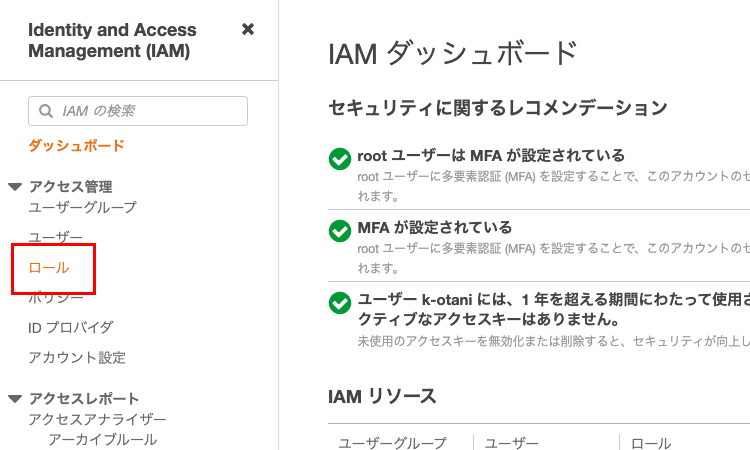 Identity and Access
Management (IAM)
IAM の検索
ダッシュボード
アクセス管理
ユーザーグループ
ユーザー
ロール
ポリシー
ID プロバイダ
アカウント設定
アクセスレポート
アクセスアナライザー
アーカイブルール
IAM ダッシュボード
セキュリティに関するレコメンデーション
root ユーザーは MFA が設定されている
root ユーザーに多要素認証 (MFA) を設定することで、このアカウントのセ
れます。
MFA が設定されている
root ユーザーに多要素認証 (MFA) を設定することで、このアカウントのセ
れます。
ユーザー k-otani には、1 年を超える期間にわたって使用さ
クティブなアクセスキーはありません。
未使用のアクセスキーを無効化または削除すると、セキュリティが向上し
IAM リソース
ユーザーグループ
ユーザー
ロール